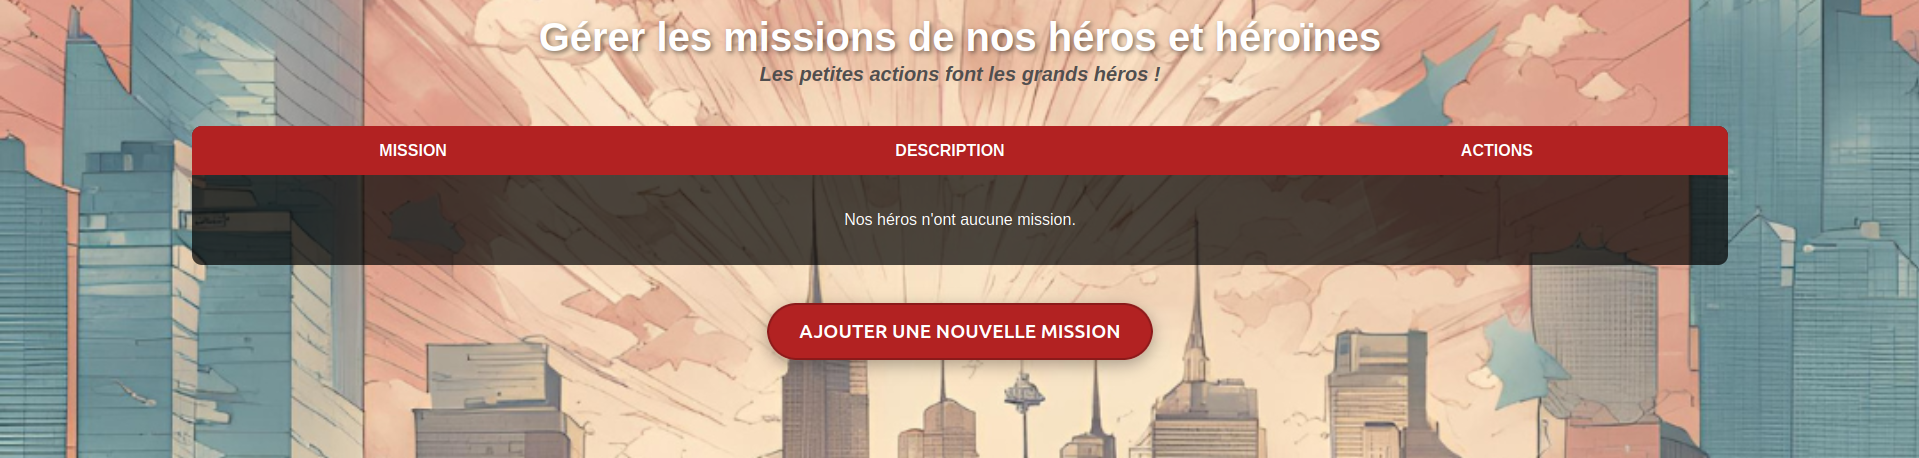 Gérer les missions de nos héros et héroïnes
Les petites actions font les grands héros !
MISSION DESCRIPTION ACTIONS
Nos héros n'ont aucune mission.
AJOUTER UNE NOUVELLE MISSION